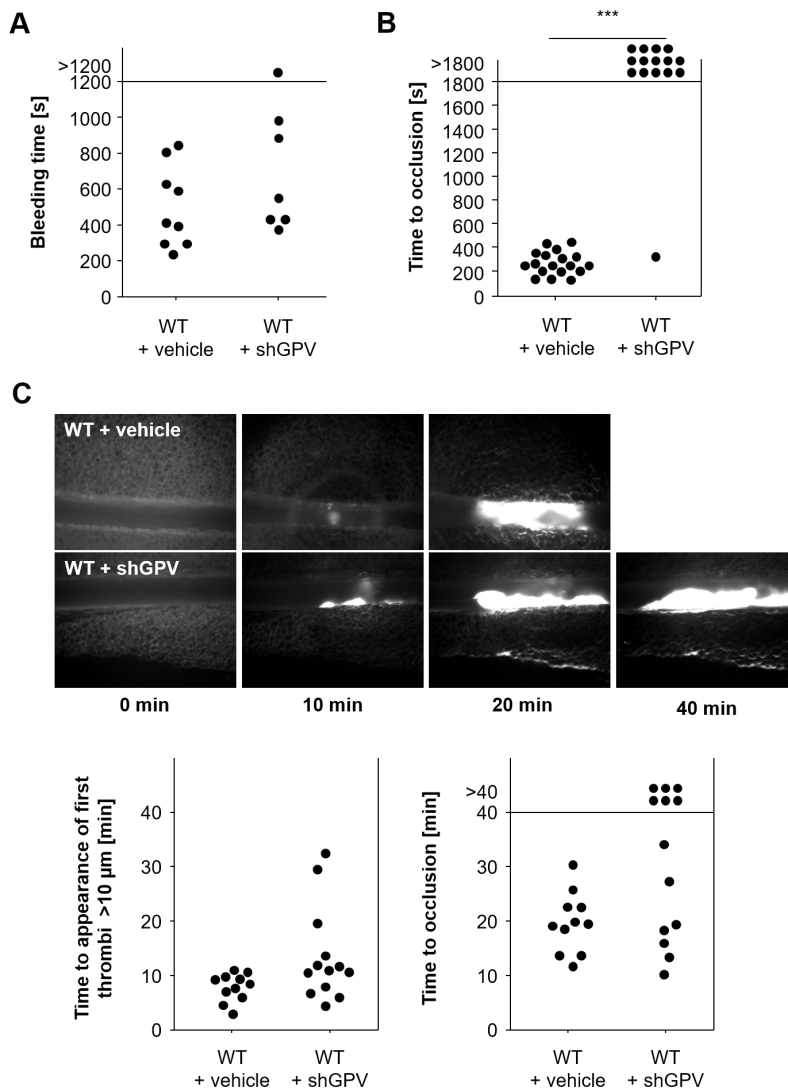 A
Bleeding time [s]
>1200
1200
800
600
400
200
0
WT
+ vehicle
WT
+ shGPV
B
***
Time to occlusion [s]
>1800
1800
1600
1400
1200
1800
800
600
400
200
0
WT
+ vehicle
WT
+ shGPV
C
WT + vehicle
WT + shGPV
0 min
10 min
20 min
40 min
Time to appearance of first
thrombi >10 µm [min]
40
30
20
10
0
WT
+ vehicle
WT
+ shGPV
Time to occlusion [min]
>40
40
30
20
10
0
WT
+ vehicle
WT
+ shGPV